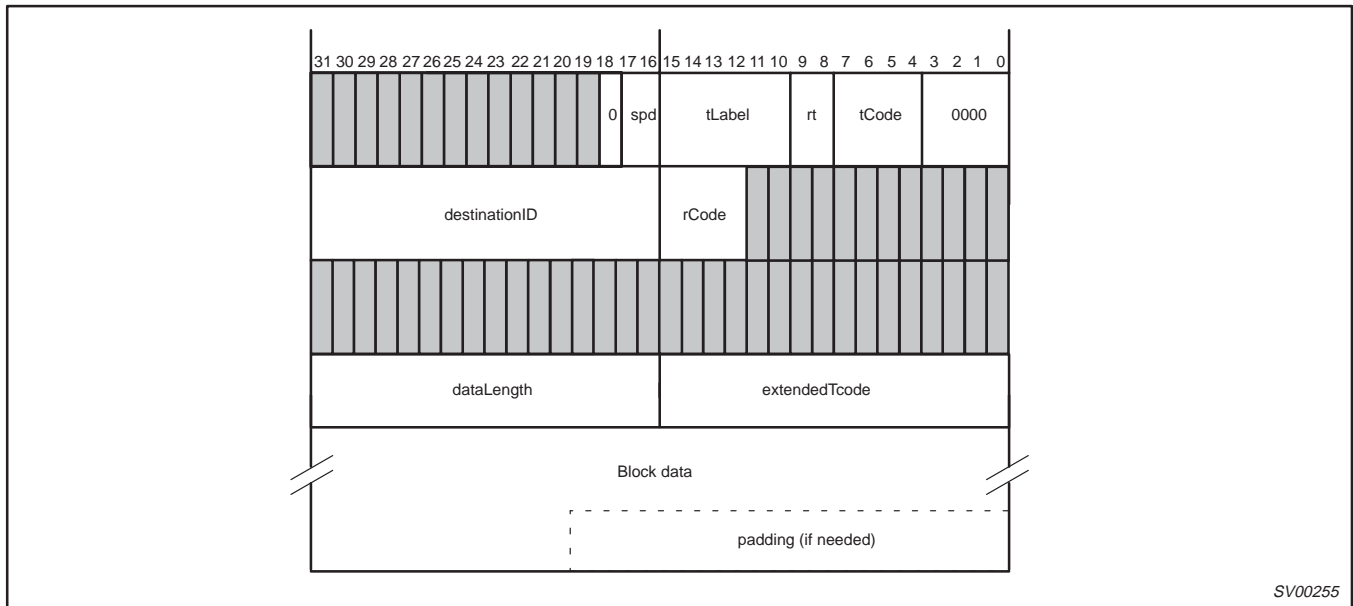 31 30 29 28 27 26 25 24 23 22 21 20 19 18 17 16 15 14 13 12 11 10 9 8 7 6 5 4 3 2 1 0
0 spd tLabel rt tCode 0000
destinationID rCode
dataLength extendedTcode
Block data
padding (if needed)
SV00255